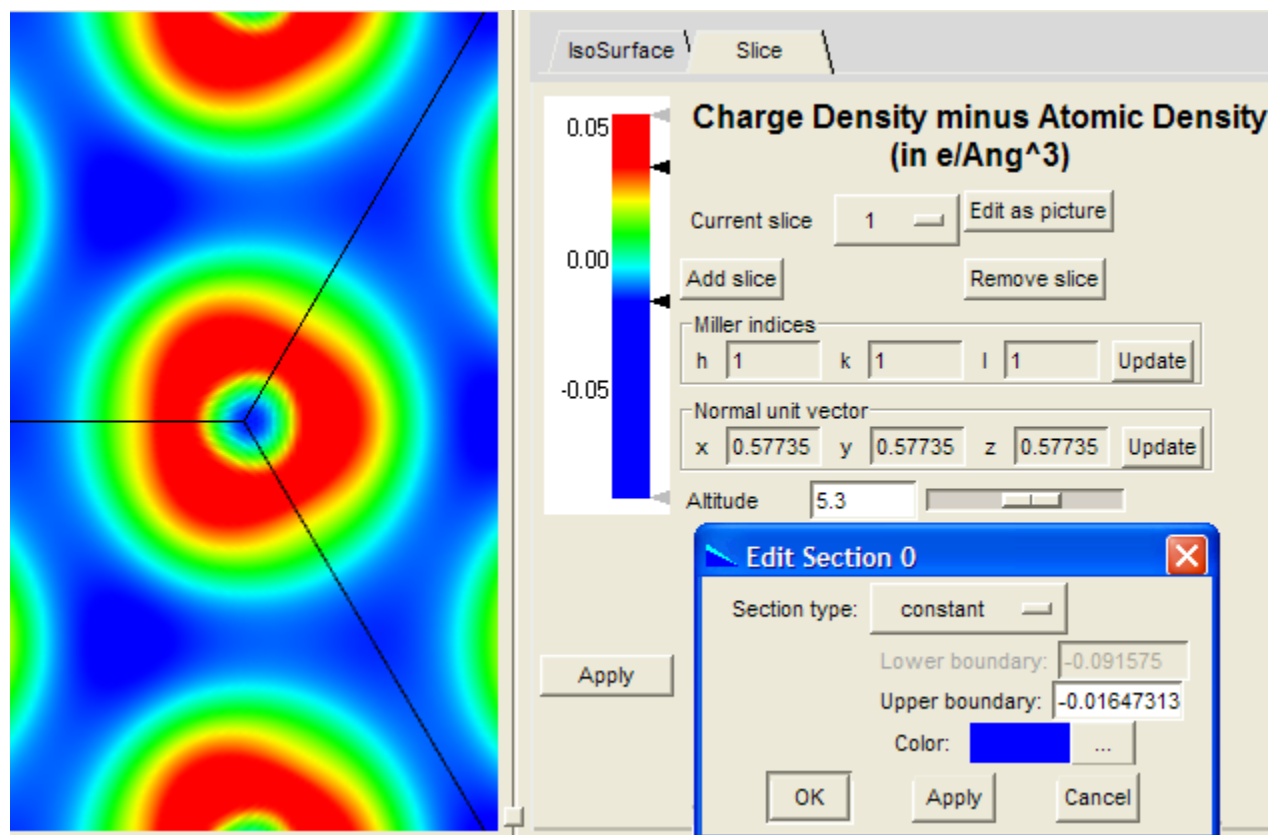 IsoSurface Slice
Charge Density minus Atomic Density
(in e/Ang^3)
0.05
0.00
-0.05
Current slice 1 Edit as picture
Add slice Remove slice
Miller indices
h 1 k 1 l 1 Update
Normal unit vector
x 0.57735 y 0.57735 z 0.57735 Update
Altitude 5.3
Edit Section 0
Section type: constant
Lower boundary: -0.091575
Upper boundary: -0.01647313
Color: ...
OK Apply Cancel
Apply